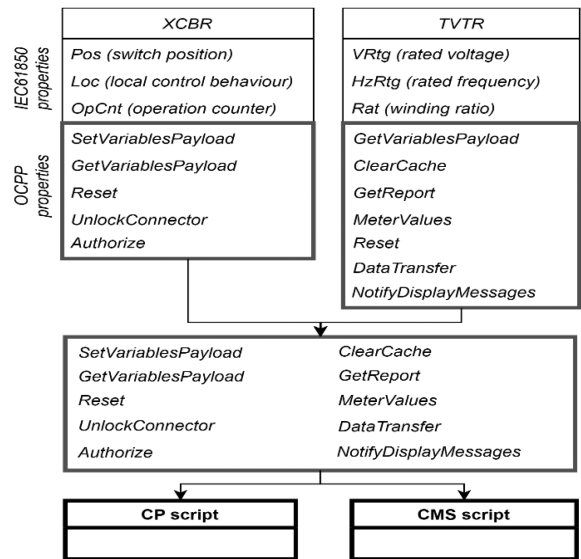 XCBR
TVTR
IEC61850
properties
Pos (switch position)
Loc (local control behaviour)
OpCnt (operation counter)
VRtg (rated voltage)
HzRtg (rated frequency)
Rat (winding ratio)
OCPP
properties
SetVariablesPayload
GetVariablesPayload
Reset
UnlockConnector
Authorize
GetVariablesPayload
ClearCache
GetReport
MeterValues
Reset
DataTransfer
NotifyDisplayMessages
SetVariablesPayload
GetVariablesPayload
Reset
UnlockConnector
Authorize
ClearCache
GetReport
MeterValues
DataTransfer
NotifyDisplayMessages
CP script
CMS script